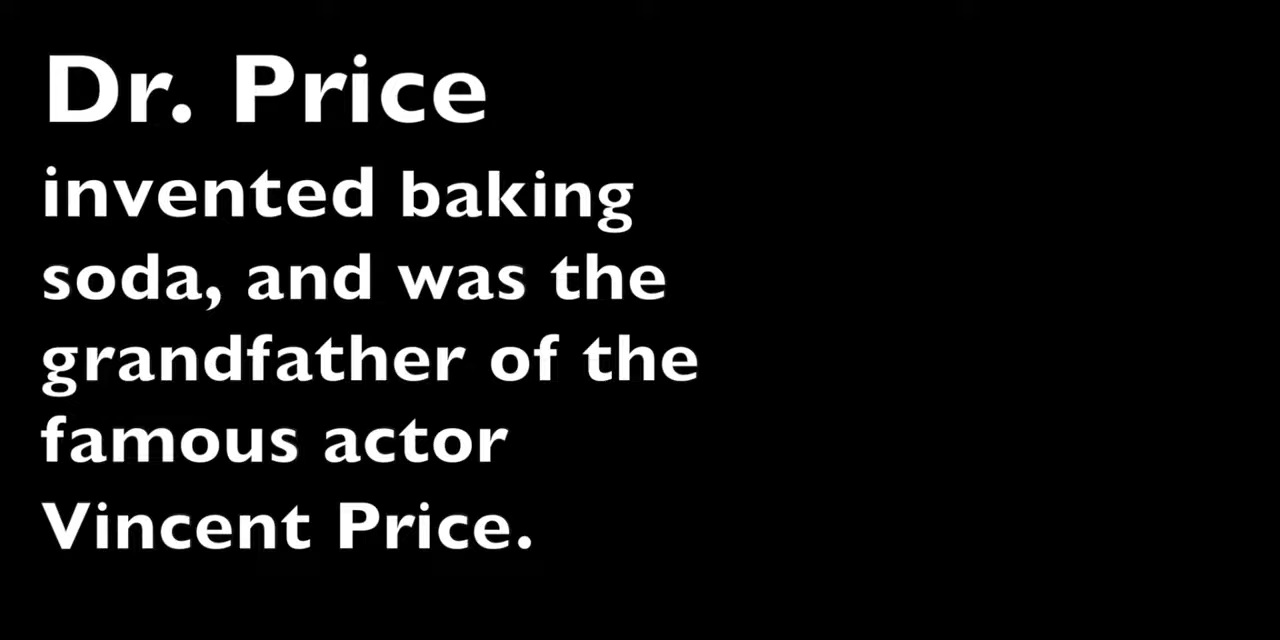 Dr. Price
invented baking
soda, and was the
grandfather of the
famous actor
Vincent Price.